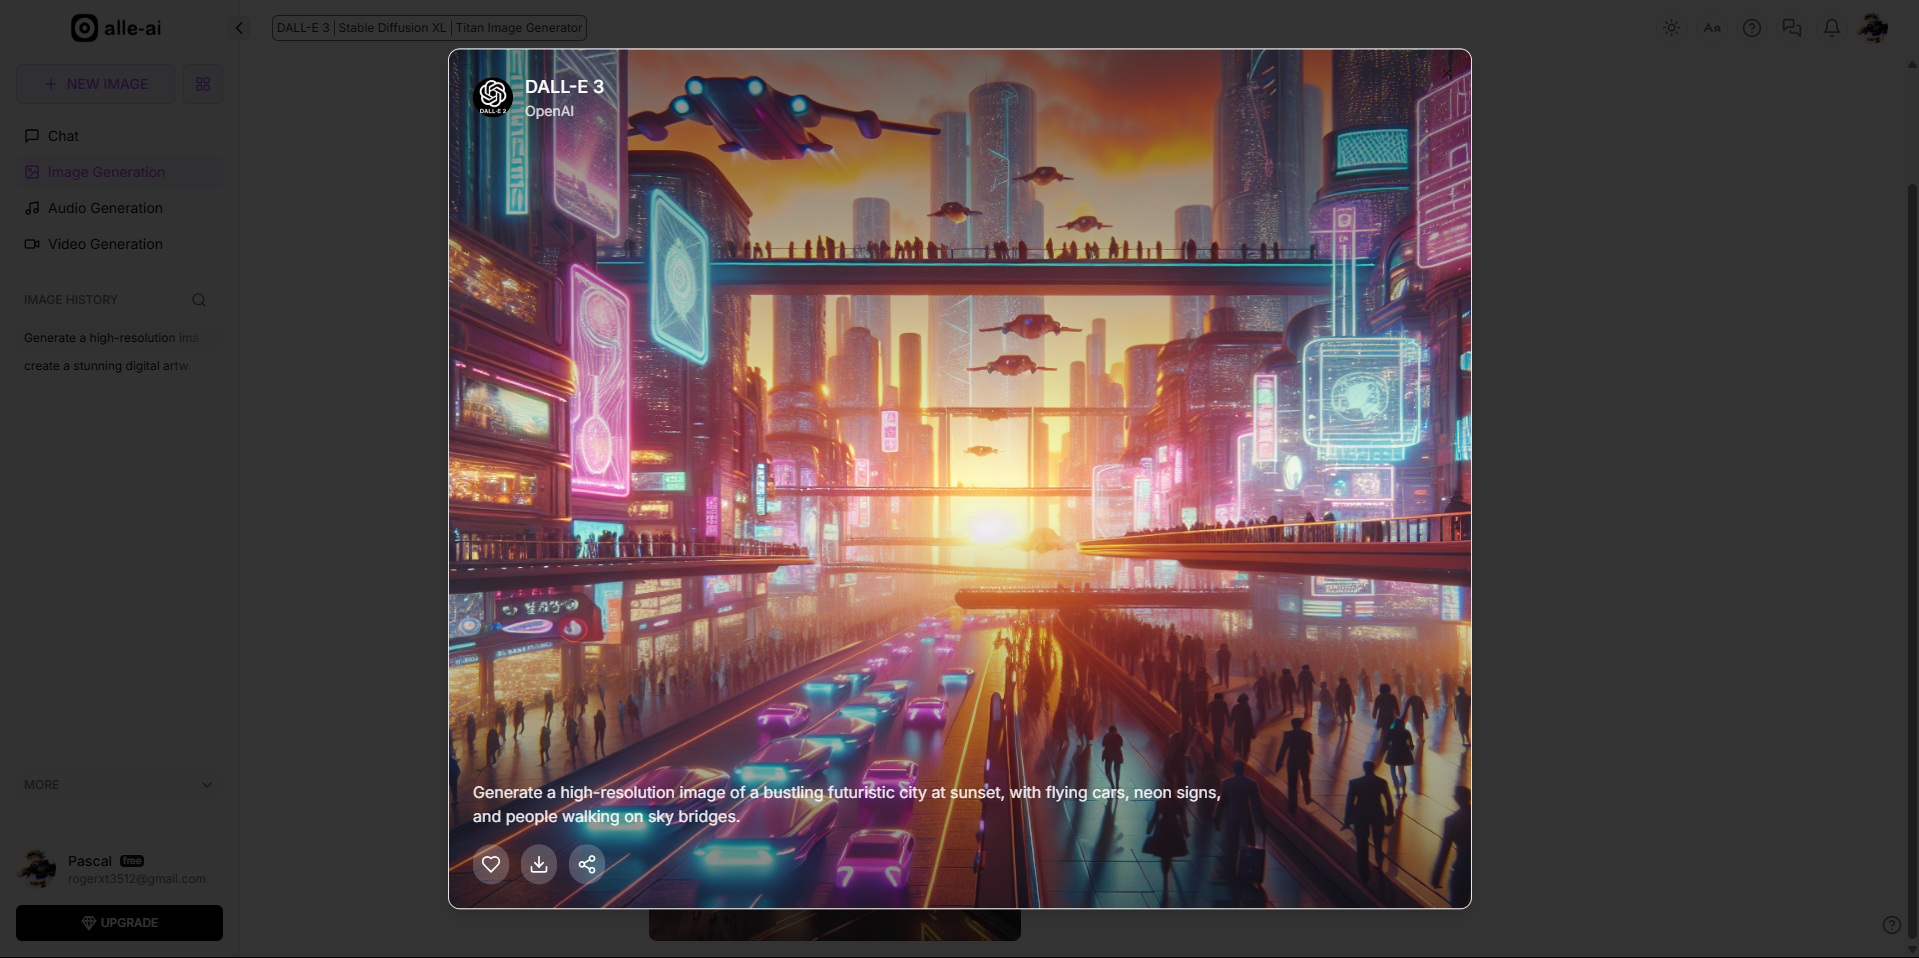 alle-ai
DALL-E 3 | Stable Diffusion XL | Titan Image Generator
NEW IMAGE
Chat
Image Generation
Audio Generation
Video Generation
IMAGE HISTORY
Generate a high-resolution ima
create a stunning digital artw
MORE
Pascal free
rogerxt3512@gmail.com
UPGRADE
DALL-E 3
OpenAI
Generate a high-resolution image of a bustling futuristic city at sunset, with flying cars, neon signs,
and people walking on sky bridges.